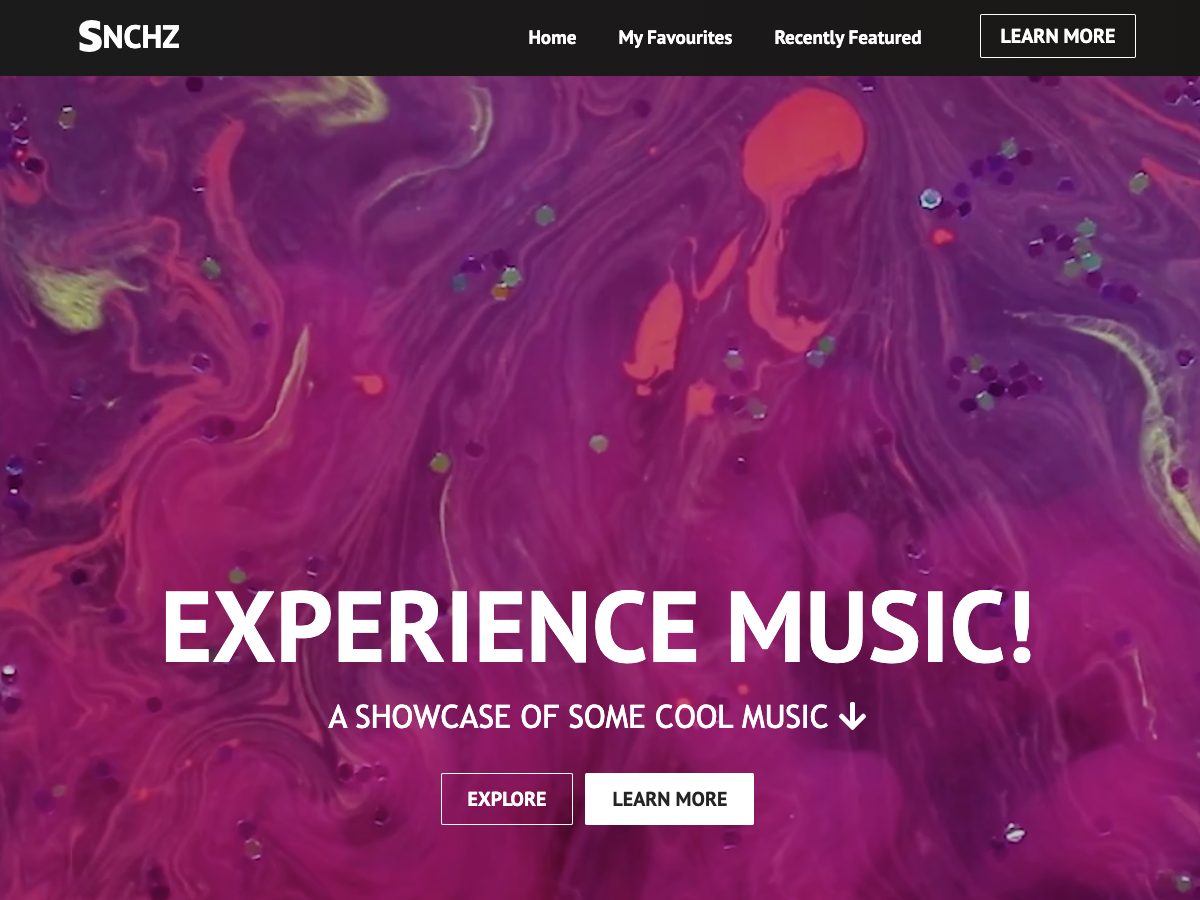 SNCHZ
Home My Favourites Recently Featured LEARN MORE
EXPERIENCE MUSIC!
A SHOWCASE OF SOME COOL MUSIC
EXPLORE LEARN MORE